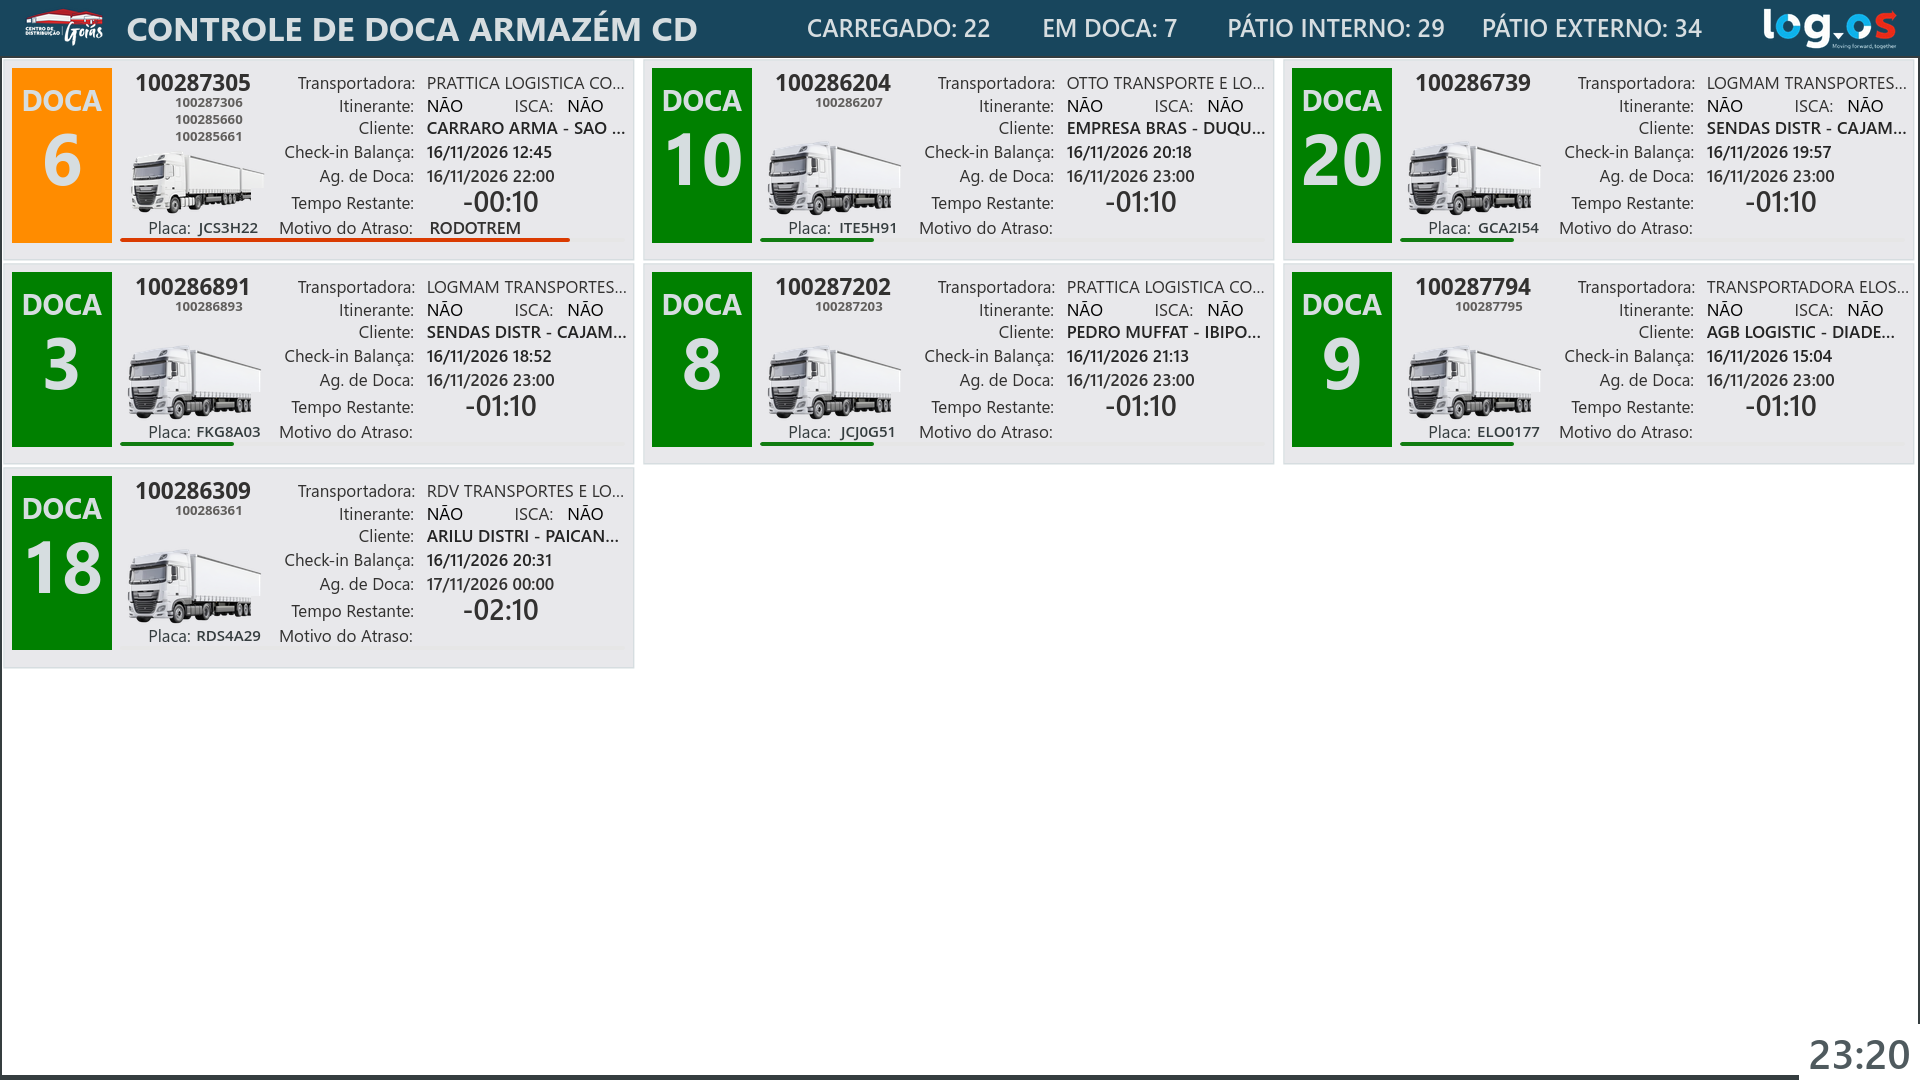 CENTRO DE DISTRIBUIÇÃO Goiás
CONTROLE DE DOCA ARMAZÉM CD
CARREGADO: 22
EM DOCA: 7
PÁTIO INTERNO: 29
PÁTIO EXTERNO: 34
log.os
Moving forward, together
DOCA
6
100287305
100287306
100285660
100285661
Transportadora: PRATTICA LOGISTICA CO...
Itinerante: NÃO ISCA: NÃO
Cliente: CARRARO ARMA - SAO ...
Check-in Balança: 16/11/2026 12:45
Ag. de Doca: 16/11/2026 22:00
Tempo Restante: -00:10
Placa: JCS3H22 Motivo do Atraso: RODOTREM
DOCA
10
100286204
100286207
Transportadora: OTTO TRANSPORTE E LO...
Itinerante: NÃO ISCA: NÃO
Cliente: EMPRESA BRAS - DUQU...
Check-in Balança: 16/11/2026 20:18
Ag. de Doca: 16/11/2026 23:00
Tempo Restante: -01:10
Placa: ITE5H91 Motivo do Atraso:
DOCA
20
100286739
Transportadora: LOGMAM TRANSPORTES...
Itinerante: NÃO ISCA: NÃO
Cliente: SENDAS DISTR - CAJAM...
Check-in Balança: 16/11/2026 19:57
Ag. de Doca: 16/11/2026 23:00
Tempo Restante: -01:10
Placa: GCA2I54 Motivo do Atraso:
DOCA
3
100286891
100286893
Transportadora: LOGMAM TRANSPORTES...
Itinerante: NÃO ISCA: NÃO
Cliente: SENDAS DISTR - CAJAM...
Check-in Balança: 16/11/2026 18:52
Ag. de Doca: 16/11/2026 23:00
Tempo Restante: -01:10
Placa: FKG8A03 Motivo do Atraso:
DOCA
8
100287202
100287203
Transportadora: PRATTICA LOGISTICA CO...
Itinerante: NÃO ISCA: NÃO
Cliente: PEDRO MUFFAT - IBIPO...
Check-in Balança: 16/11/2026 21:13
Ag. de Doca: 16/11/2026 23:00
Tempo Restante: -01:10
Placa: JCJ0G51 Motivo do Atraso:
DOCA
9
100287794
100287795
Transportadora: TRANSPORTADORA ELOS...
Itinerante: NÃO ISCA: NÃO
Cliente: AGB LOGISTIC - DIADE...
Check-in Balança: 16/11/2026 15:04
Ag. de Doca: 16/11/2026 23:00
Tempo Restante: -01:10
Placa: ELO0177 Motivo do Atraso:
DOCA
18
100286309
100286361
Transportadora: RDV TRANSPORTES E LO...
Itinerante: NÃO ISCA: NÃO
Cliente: ARILU DISTRI - PAICAN...
Check-in Balança: 16/11/2026 20:31
Ag. de Doca: 17/11/2026 00:00
Tempo Restante: -02:10
Placa: RDS4A29 Motivo do Atraso:
23:20